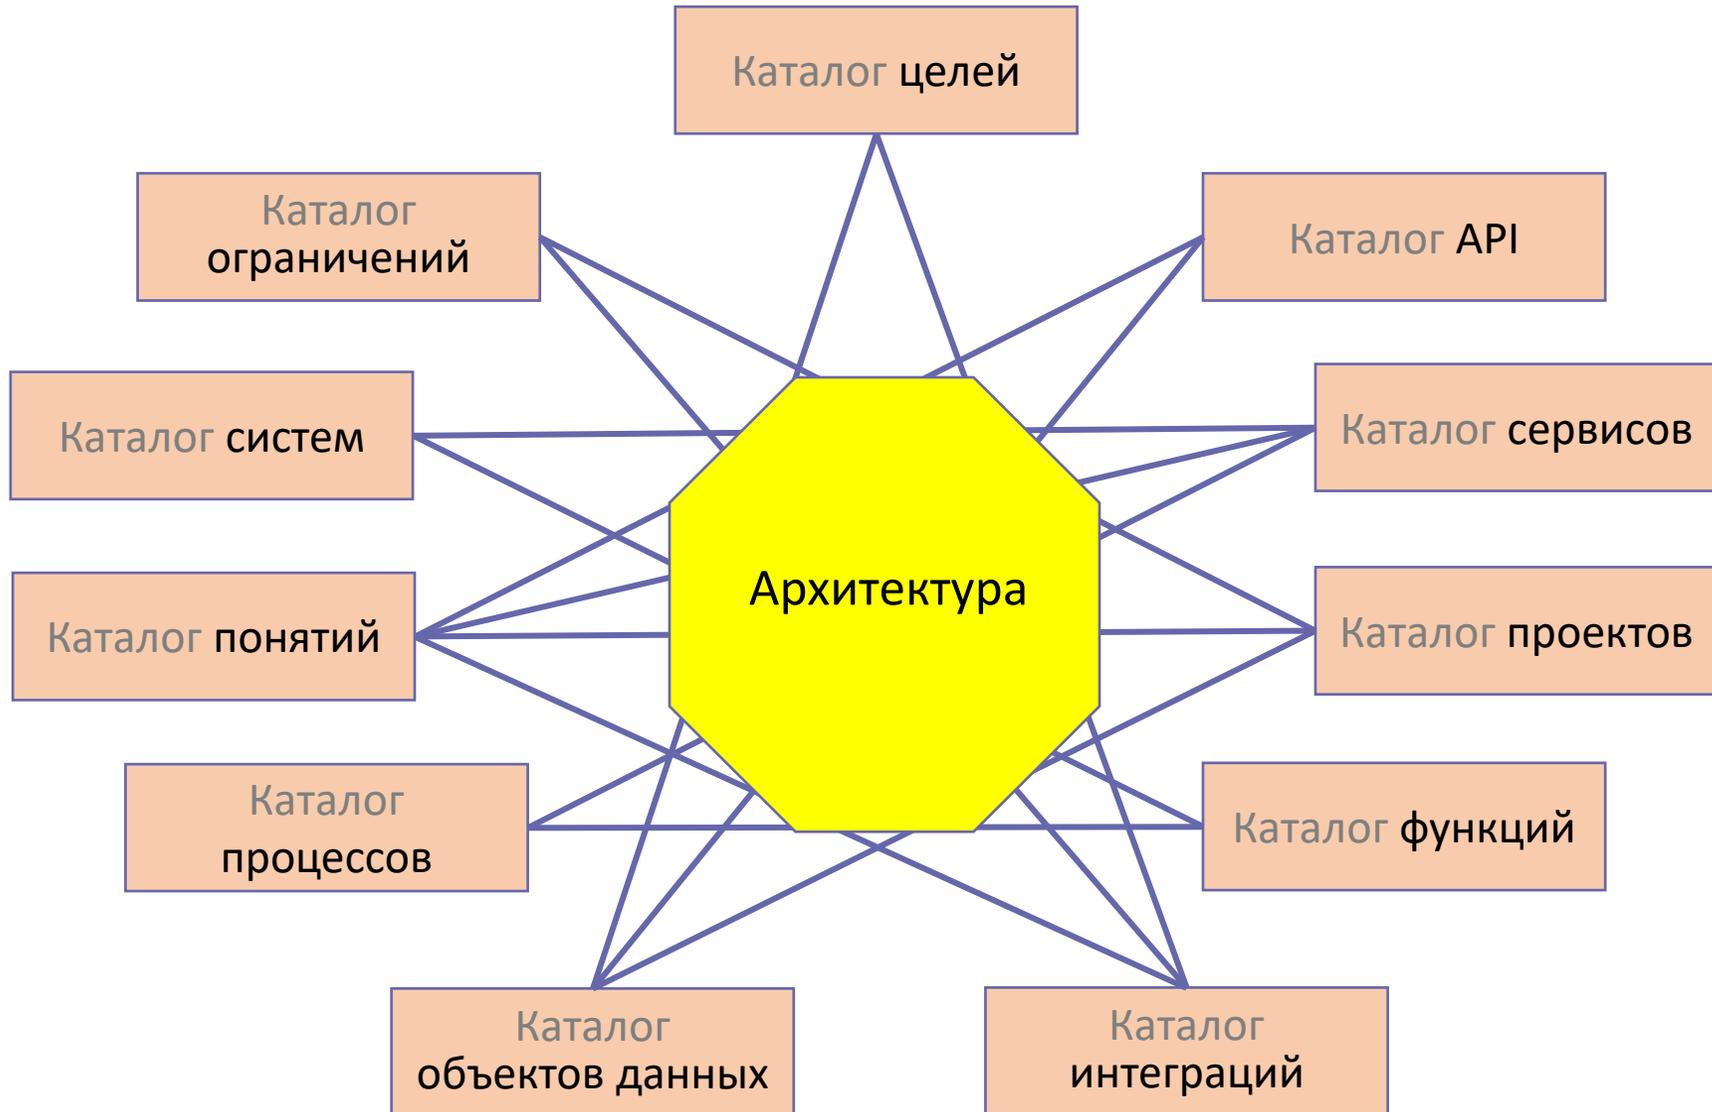 Каталог целей
Каталог
ограничений
Каталог API
Каталог систем
Каталог сервисов
Архитектура
Каталог понятий
Каталог проектов
Каталог
процессов
Каталог функций
Каталог
объектов данных
Каталог
интеграций